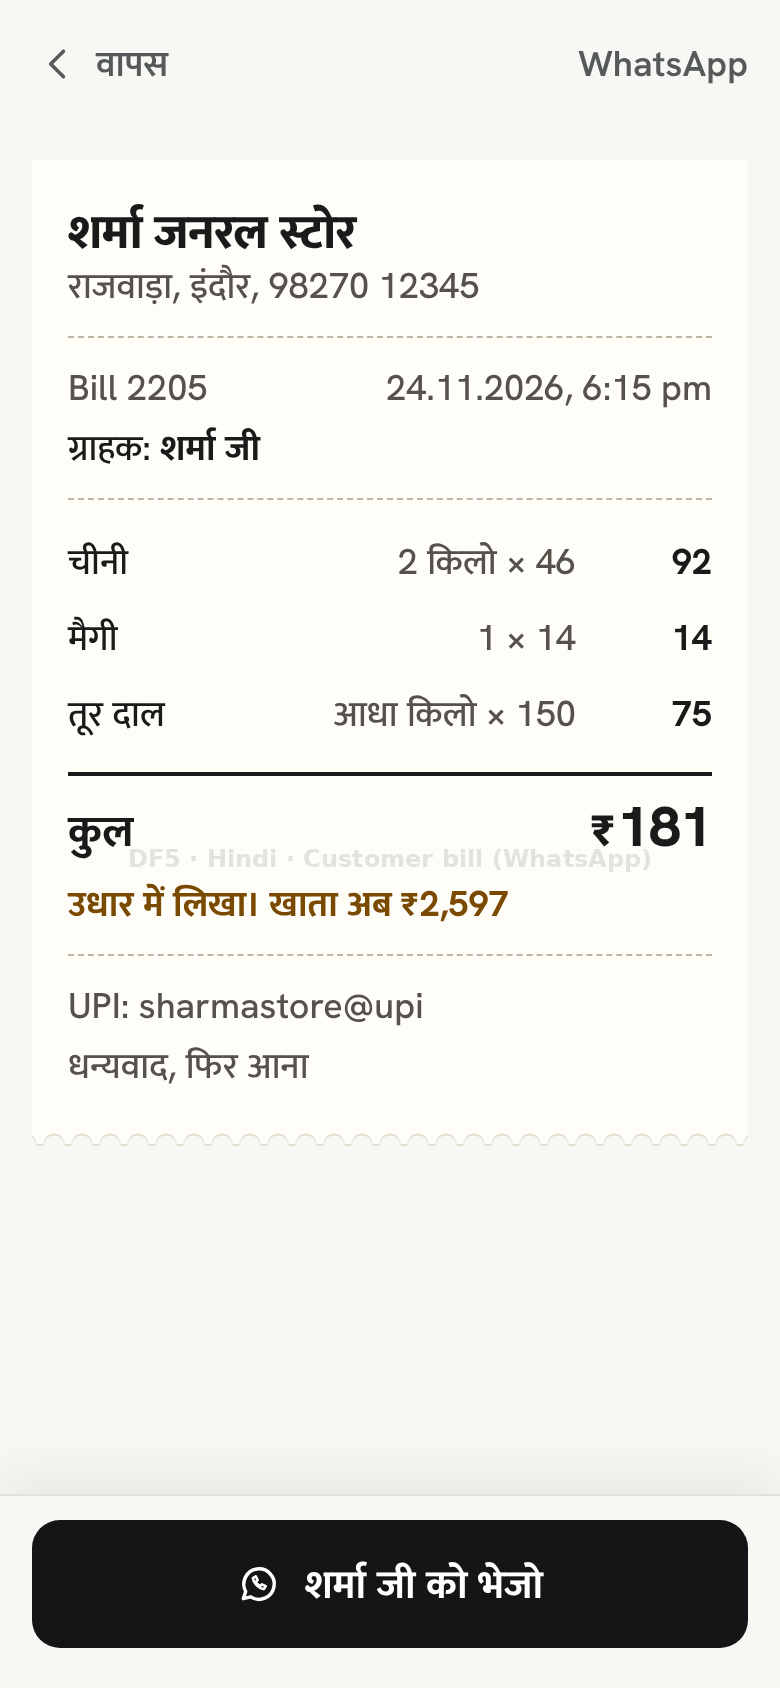 वापस WhatsApp
शर्मा जनरल स्टोर
राजवाड़ा, इंदौर, 98270 12345
Bill 2205 24.11.2026, 6:15 pm
ग्राहक: शर्मा जी
चीनी 2 किलो × 46 92
मैगी 1 × 14 14
तूर दाल आधा किलो × 150 75
कुल ₹181
DF5 · Hindi · Customer bill (WhatsApp)
उधार में लिखा। खाता अब ₹2,597
UPI: sharmastore@upi
धन्यवाद, फिर आना
शर्मा जी को भेजो